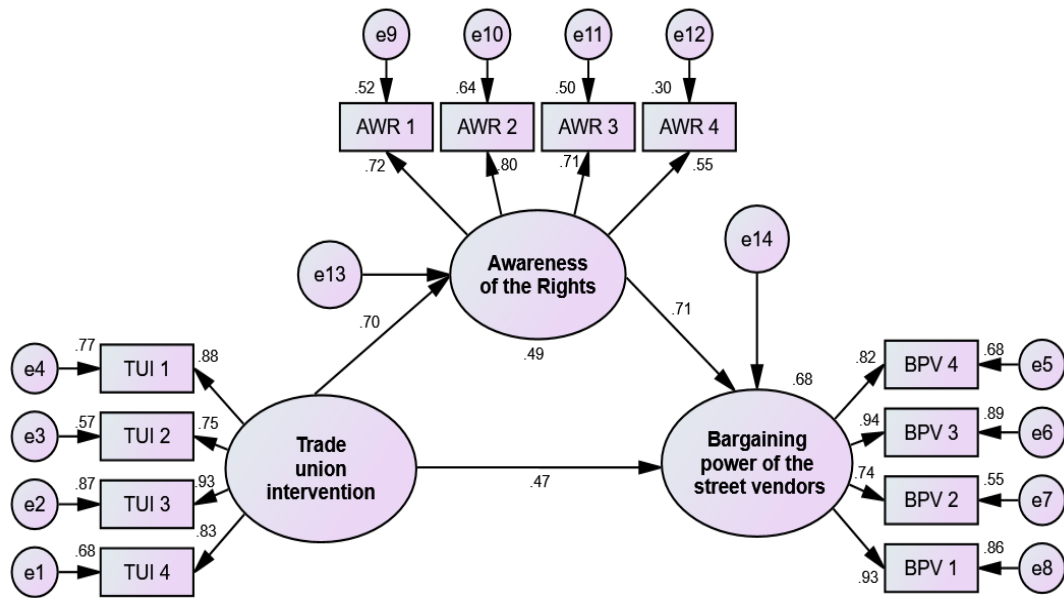 e9 e10 e11 e12
.52 .64 .50 .30
AWR 1 AWR 2 AWR 3 AWR 4
.72 .80 .71 .55
e14
e13
Awareness
of the Rights
.70 .71
.49
e4 .77 TUI 1 .88
e3 .57 TUI 2 .75
e2 .87 TUI 3 .93
e1 .68 TUI 4 .83
Trade
union
intervention
.47
.68
Bargaining
power of the
street vendors
.82 BPV 4 .68 e5
.94 BPV 3 .89 e6
.74 BPV 2 .55 e7
.93 BPV 1 .86 e8